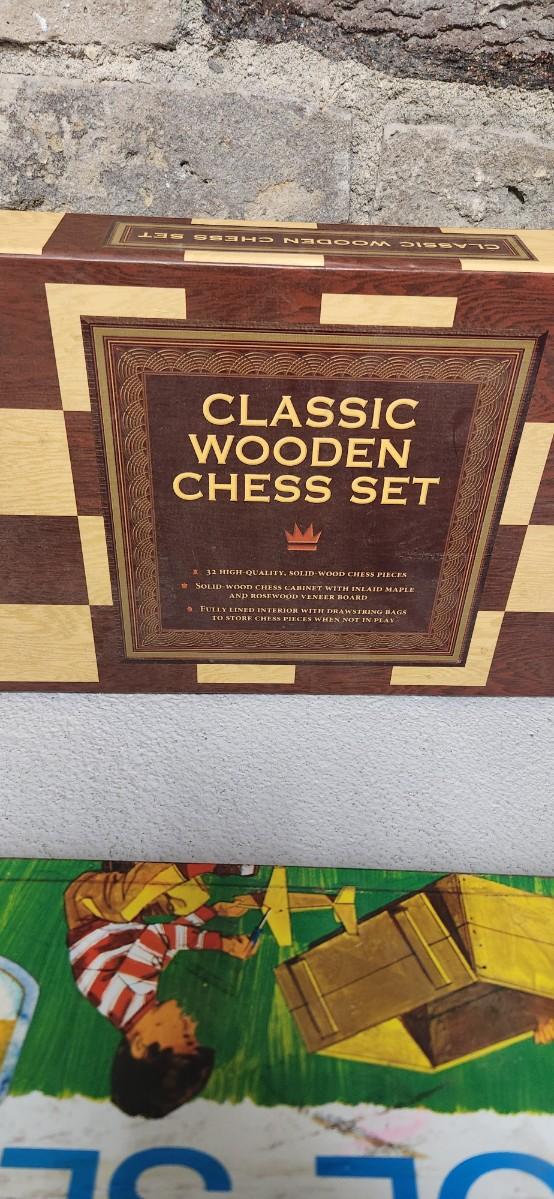 CLASSIC WOODEN CHESS SET
CLASSIC
WOODEN
CHESS SET
32 HIGH-QUALITY, SOLID-WOOD CHESS PIECES
SOLID-WOOD CHESS CABINET WITH INLAID MAPLE
AND ROSEWOOD VENEER BOARD
FULLY LINED INTERIOR WITH DRAWSTRING BAGS
TO STORE CHESS PIECES WHEN NOT IN PLAY